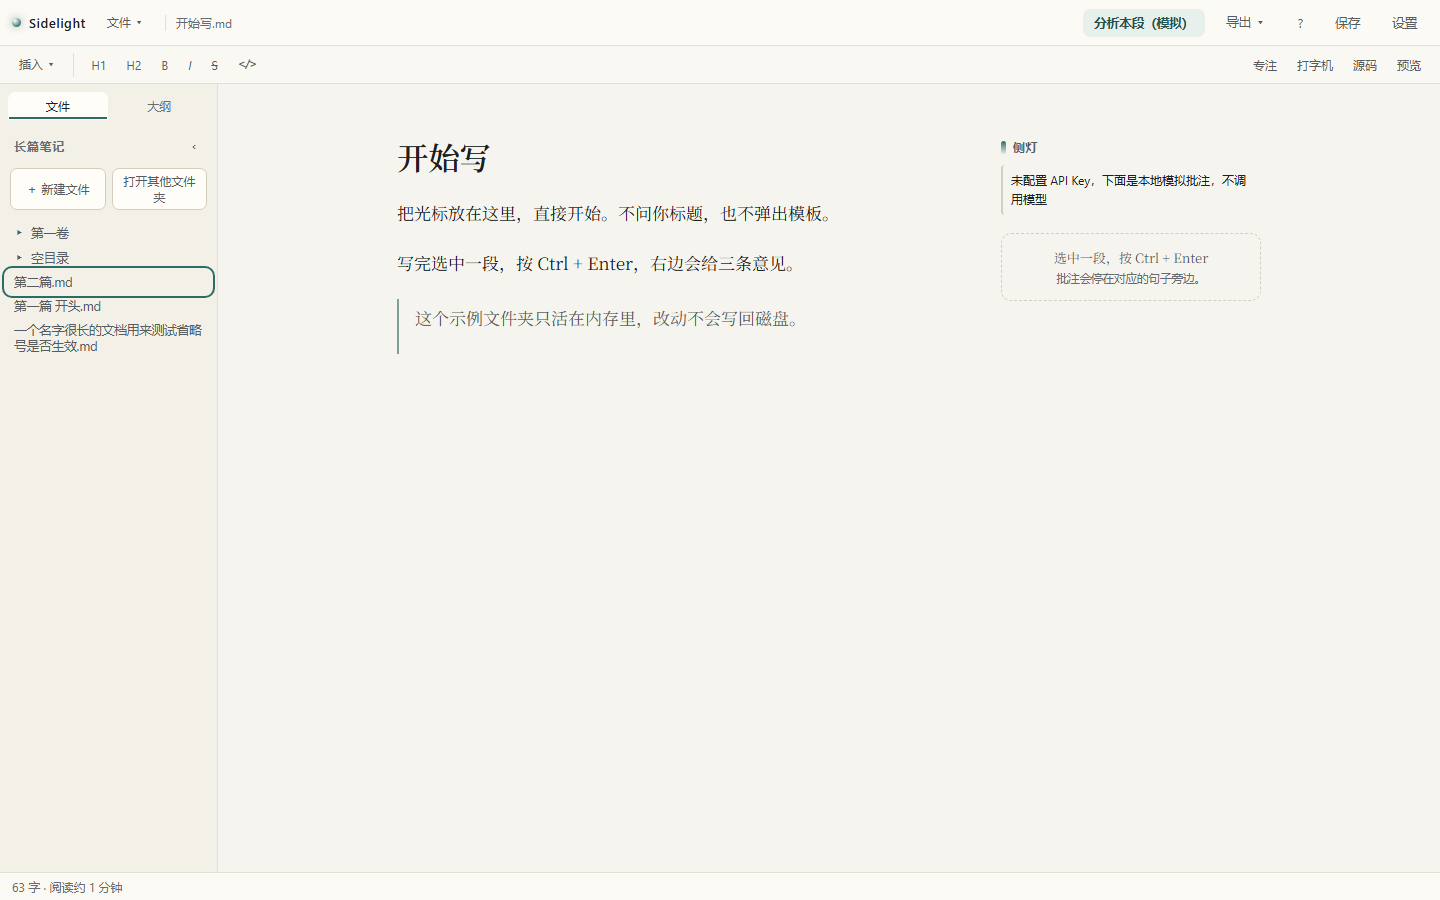 Sidelight 文件 开始写.md 分析本段（模拟） 导出 ? 保存 设置
插入 H1 H2 B I S </> 专注 打字机 源码 预览
文件 大纲
长篇笔记
+ 新建文件
打开其他文件
夹
第一卷
空目录
第二篇.md
第一篇 开头.md
一个名字很长的文档用来测试省略
号是否生效.md
开始写
把光标放在这里，直接开始。不问你标题，也不弹出模板。
写完选中一段，按 Ctrl + Enter，右边会给三条意见。
这个示例文件夹只活在内存里，改动不会写回磁盘。
侧灯
未配置 API Key，下面是本地模拟批注，不调
用模型
选中一段，按 Ctrl + Enter
批注会停在对应的句子旁边。
63 字 · 阅读约 1 分钟